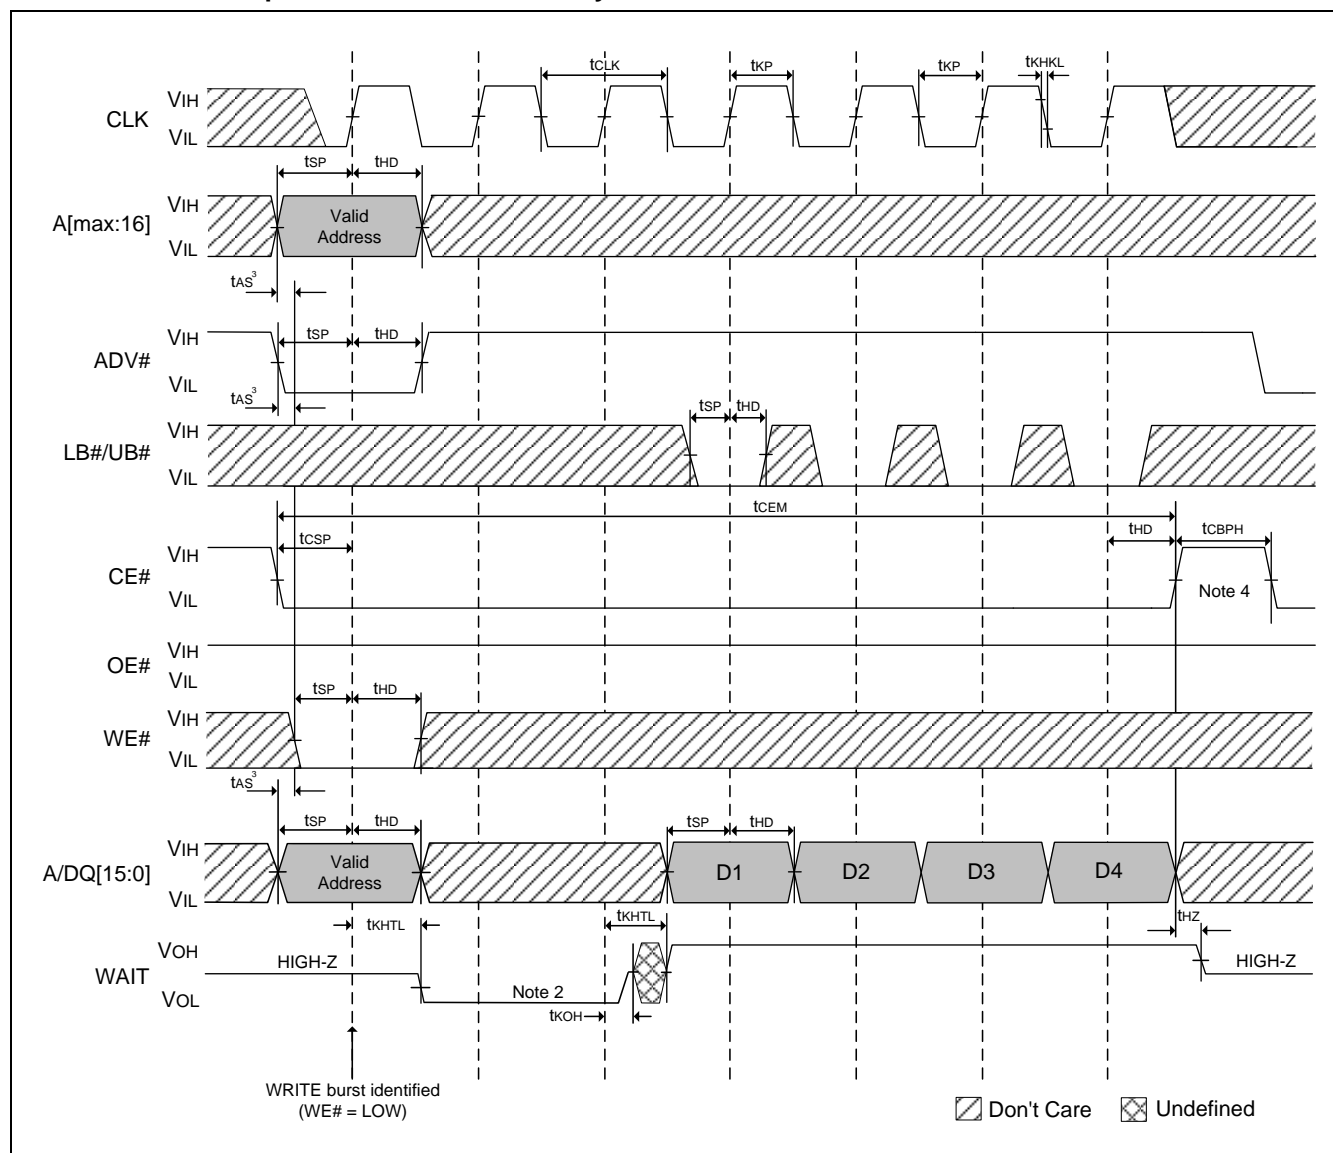 tCLK tKP tKP tKHKL
CLK VIH
VIL
tSP tHD
A[max:16] VIH
VIL
Valid
Address
tAS3
ADV# VIH
VIL
tSP tHD
tAS3
LB#/UB# VIH
VIL
tSP tHD
tCEM
CE# VIH
VIL
tCSP tHD tCBPH
Note 4
OE# VIH
VIL
tSP tHD
WE# VIH
VIL
tAS3
tSP tHD tSP tHD
A/DQ[15:0] VIH
VIL
Valid
Address
D1 D2 D3 D4
tKHTL tKHTL tHZ
WAIT VOH
VOL
HIGH-Z Note 2 HIGH-Z
tKOH
WRITE burst identified
(WE# = LOW)
Don't Care Undefined